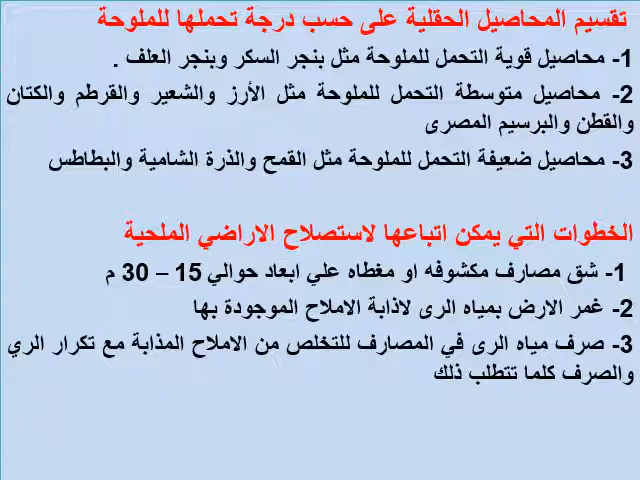 تقسيم المحاصيل الحقلية على حسب درجة تحملها للملوحة
1- محاصيل قوية التحمل للملوحة مثل بنجر السكر وبنجر العلف .
2- محاصيل متوسطة التحمل للملوحة مثل الأرز والشعير والقرطم والكتان
والقطن والبرسيم المصرى
3- محاصيل ضعيفة التحمل للملوحة مثل القمح والذرة الشامية والبطاطس
الخطوات التي يمكن اتباعها لاستصلاح الاراضي الملحية
1- شق مصارف مكشوفه او مغطاه علي ابعاد حوالي 15 – 30 م
2- غمر الارض بمياه الرى لاذابة الاملاح الموجودة بها
3- صرف مياه الرى في المصارف للتخلص من الاملاح المذابة مع تكرار الري
والصرف كلما تتطلب ذلك